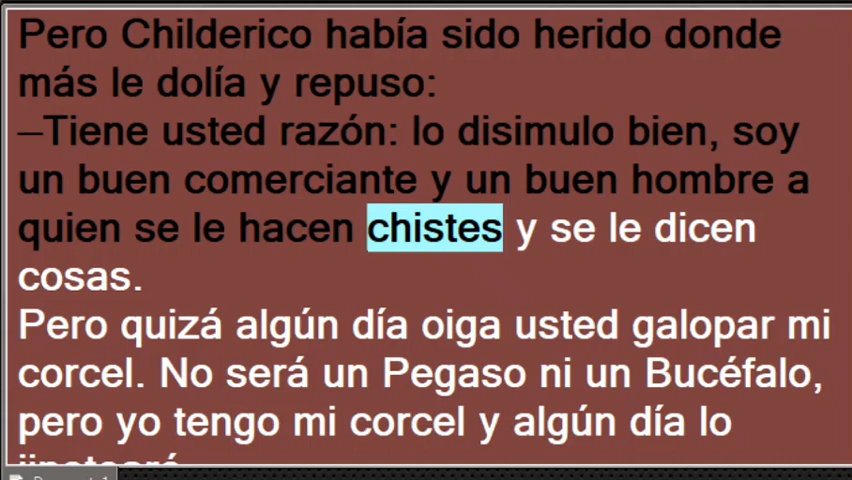 Pero Childerico había sido herido donde
más le dolía y repuso:
–Tiene usted razón: lo disimulo bien, soy
un buen comerciante y un buen hombre a
quien se le hacen chistes y se le dicen
cosas.
Pero quizá algún día oiga usted galopar mi
corcel. No será un Pegaso ni un Bucéfalo,
pero yo tengo mi corcel y algún día lo